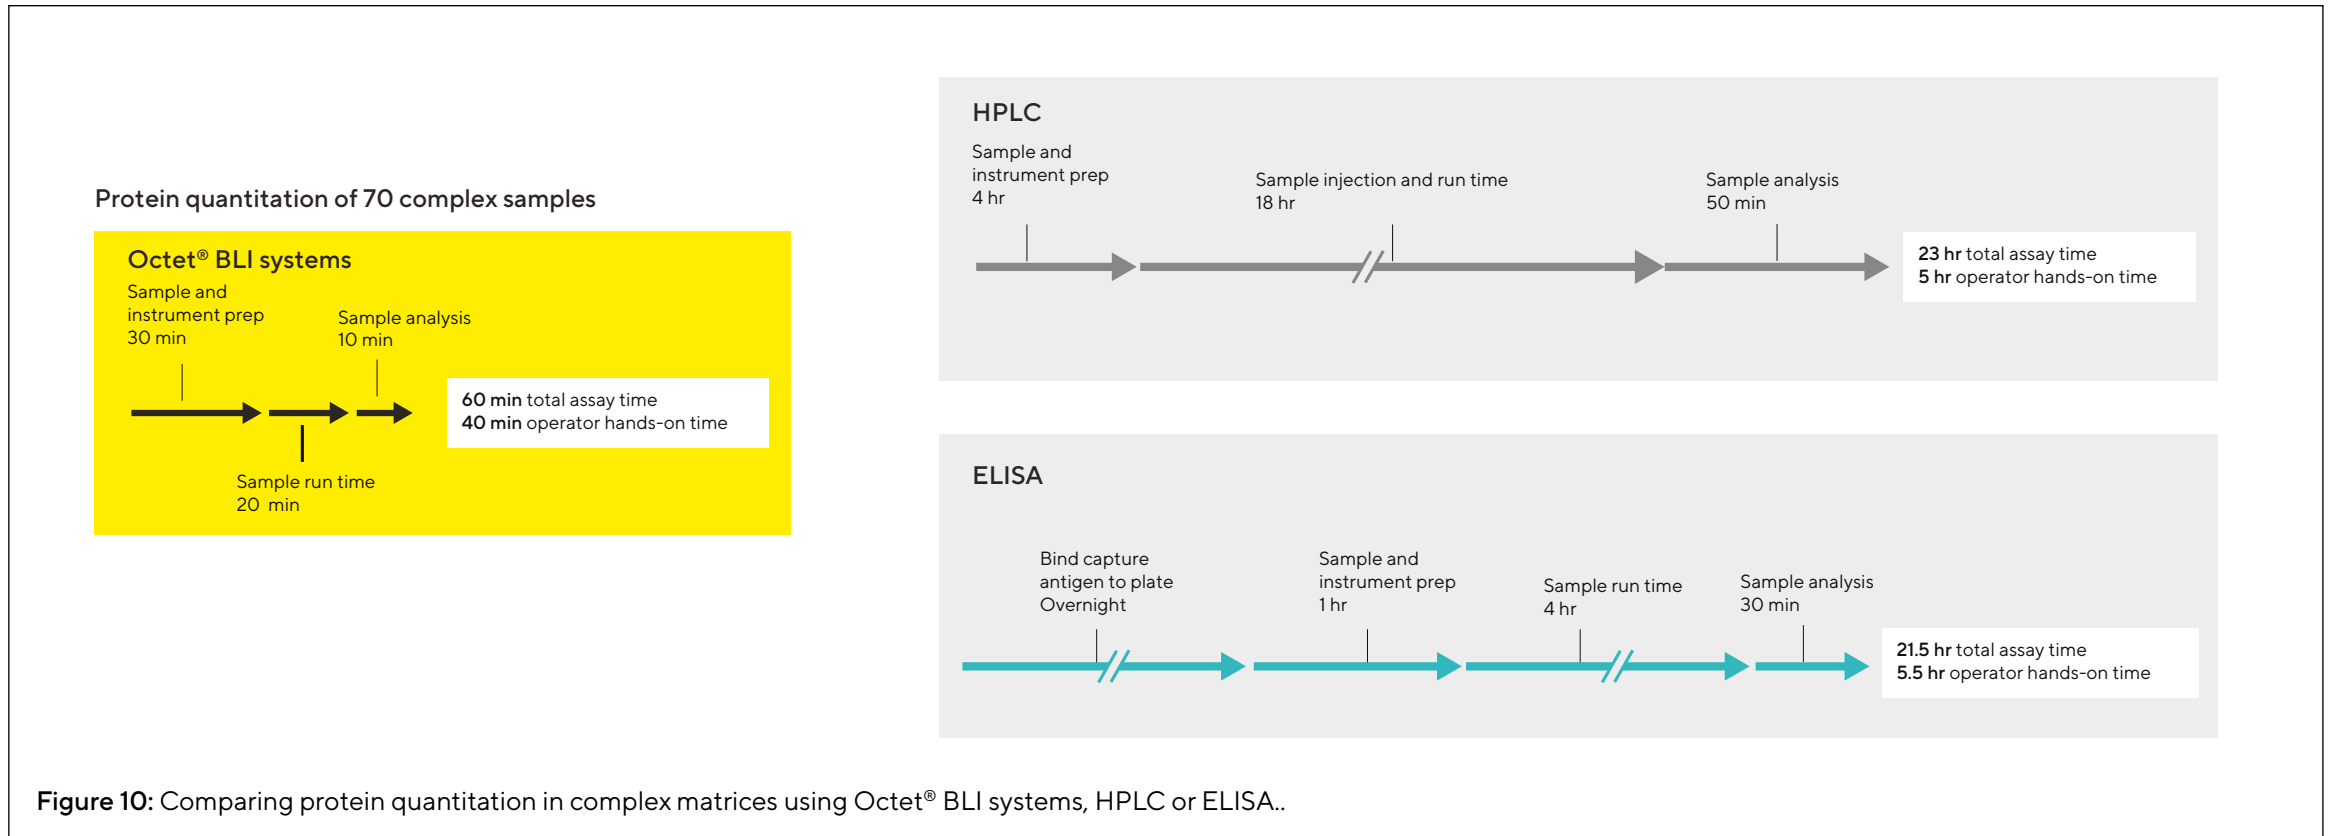 Protein quantitation of 70 complex samples
Octet® BLI systems
Sample and
instrument prep
30 min
Sample analysis
10 min
Sample run time
20 min
60 min total assay time
40 min operator hands-on time
HPLC
Sample and
instrument prep
4 hr
Sample injection and run time
18 hr
Sample analysis
50 min
23 hr total assay time
5 hr operator hands-on time
ELISA
Bind capture
antigen to plate
Overnight
Sample and
instrument prep
1 hr
Sample run time
4 hr
Sample analysis
30 min
21.5 hr total assay time
5.5 hr operator hands-on time
Figure 10: Comparing protein quantitation in complex matrices using Octet® BLI systems, HPLC or ELISA..